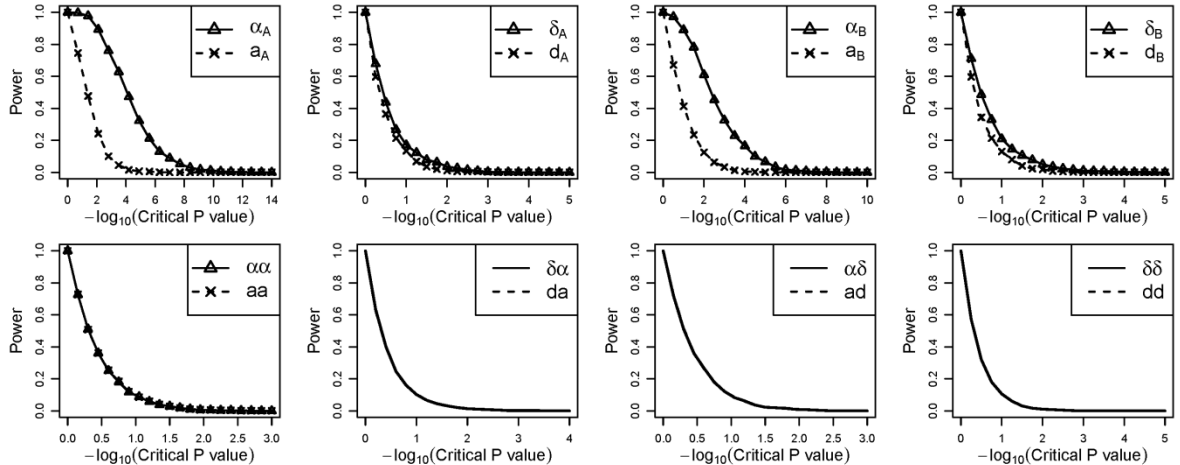 Power
1.0
0.8
0.6
0.4
0.2
0.0
α_A
a_A
0 2 4 6 8 10 12 14
−log10(Critical P value)
Power
1.0
0.8
0.6
0.4
0.2
0.0
δ_A
d_A
0 1 2 3 4 5
−log10(Critical P value)
Power
1.0
0.8
0.6
0.4
0.2
0.0
α_B
a_B
0 2 4 6 8 10
−log10(Critical P value)
Power
1.0
0.8
0.6
0.4
0.2
0.0
δ_B
d_B
0 1 2 3 4 5
−log10(Critical P value)
Power
1.0
0.8
0.6
0.4
0.2
0.0
αα
aa
0.0 0.5 1.0 1.5 2.0 2.5 3.0
−log10(Critical P value)
Power
1.0
0.8
0.6
0.4
0.2
0.0
δα
da
0 1 2 3 4
−log10(Critical P value)
Power
1.0
0.8
0.6
0.4
0.2
0.0
αδ
ad
0.0 0.5 1.0 1.5 2.0 2.5 3.0
−log10(Critical P value)
Power
1.0
0.8
0.6
0.4
0.2
0.0
δδ
dd
0 1 2 3 4 5
−log10(Critical P value)